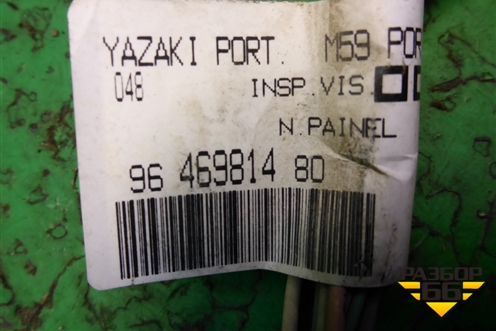 YAZAKI PORT. M59 POR
048 INSP.VIS.
N.PAINEL
96 469814 80
РАЗБОР
66